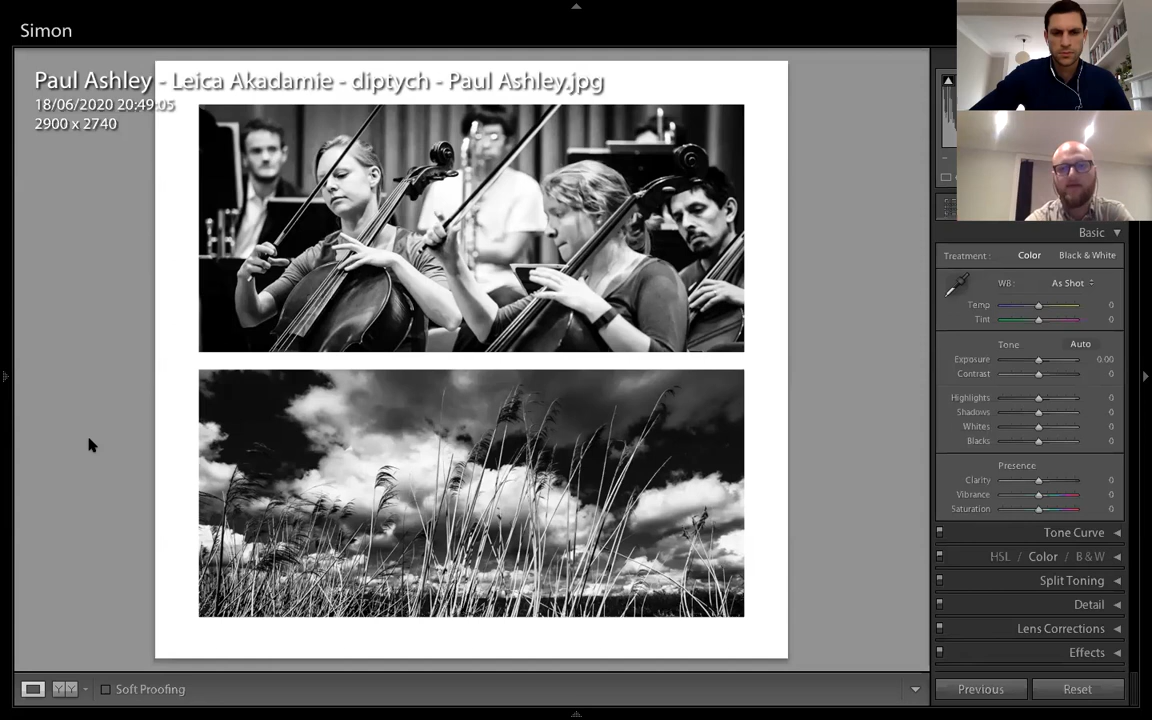 Simon
Paul Ashley - Leica Akadamie - diptych - Paul Ashley.jpg
18/06/2020 20:49:05
2900 x 2740
Basic
Treatment : Color Black & White
WB : As Shot
Temp 0
Tint 0
Tone Auto
Exposure 0.00
Contrast 0
Highlights 0
Shadows 0
Whites 0
Blacks 0
Presence
Clarity 0
Vibrance 0
Saturation 0
Tone Curve
HSL / Color / B & W
Split Toning
Detail
Lens Corrections
Effects
Soft Proofing
Previous Reset